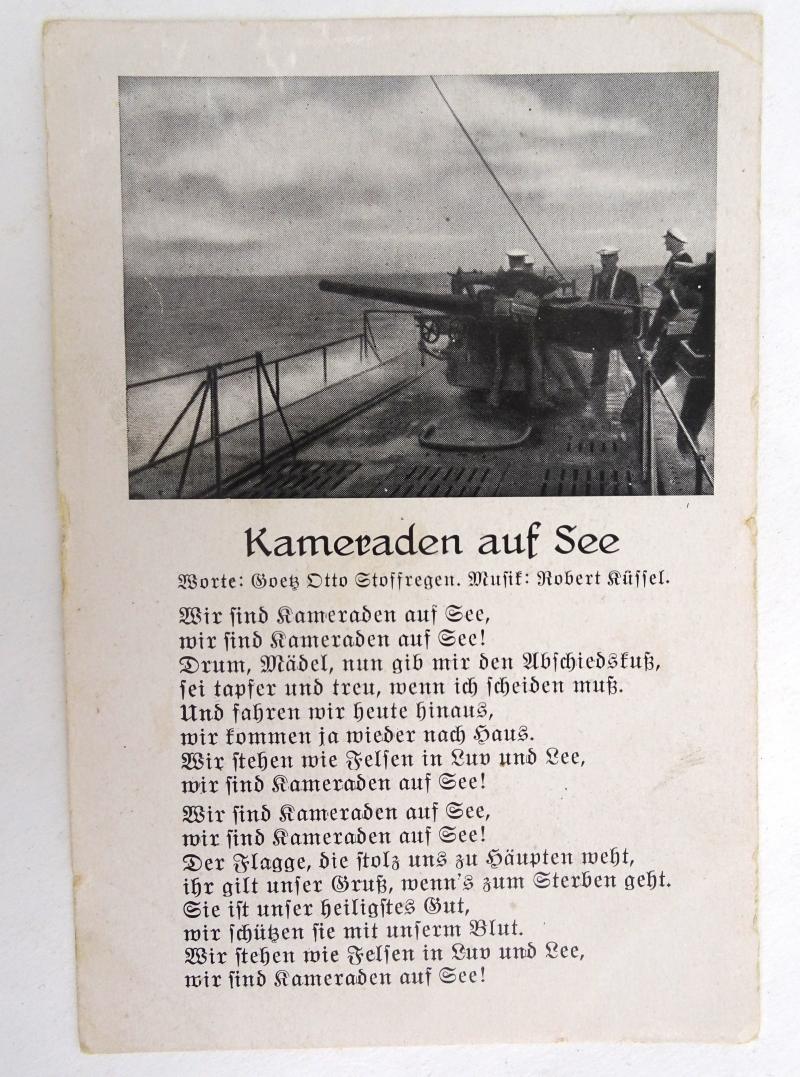 Kameraden auf See
Worte: Goetz Otto Stoffregen. Musik: Robert Küssel.
Wir sind Kameraden auf See,
wir sind Kameraden auf See!
Drum, Mädel, nun gib mir den Abschiedskuß,
sei tapfer und treu, wenn ich scheiden muß.
Und fahren wir heute hinaus,
wir kommen ja wieder nach Haus.
Wir stehen wie Felsen in Luv und Lee,
wir sind Kameraden auf See!
Wir sind Kameraden auf See,
wir sind Kameraden auf See!
Der Flagge, die stolz uns zu Häupten weht,
ihr gilt unser Gruß, wenn's zum Sterben geht.
Sie ist unser heiligstes Gut,
wir schützen sie mit unserm Blut.
Wir stehen wie Felsen in Luv und Lee,
wir sind Kameraden auf See!